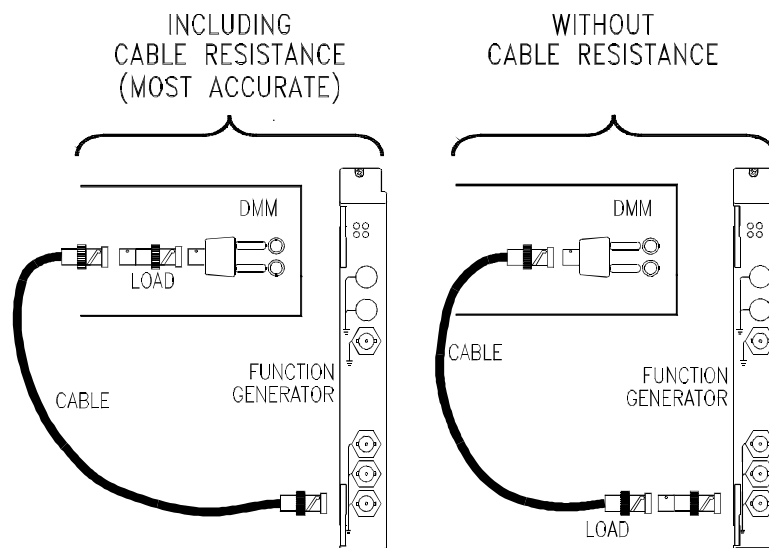 INCLUDING
CABLE RESISTANCE
(MOST ACCURATE)
WITHOUT
CABLE RESISTANCE
DMM
LOAD
CABLE
FUNCTION
GENERATOR
DMM
CABLE
FUNCTION
GENERATOR
LOAD